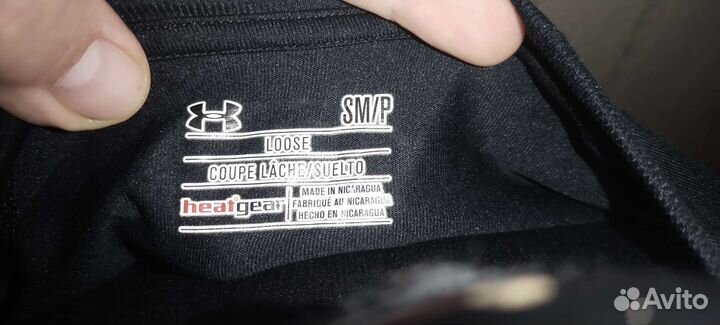 SM/P
LOOSE
COUPE LÂCHE/SUELTO
heatgear
MADE IN NICARAGUA
FABRIQUÉ AU NICARAGUA
HECHO EN NICARAGUA
Avito